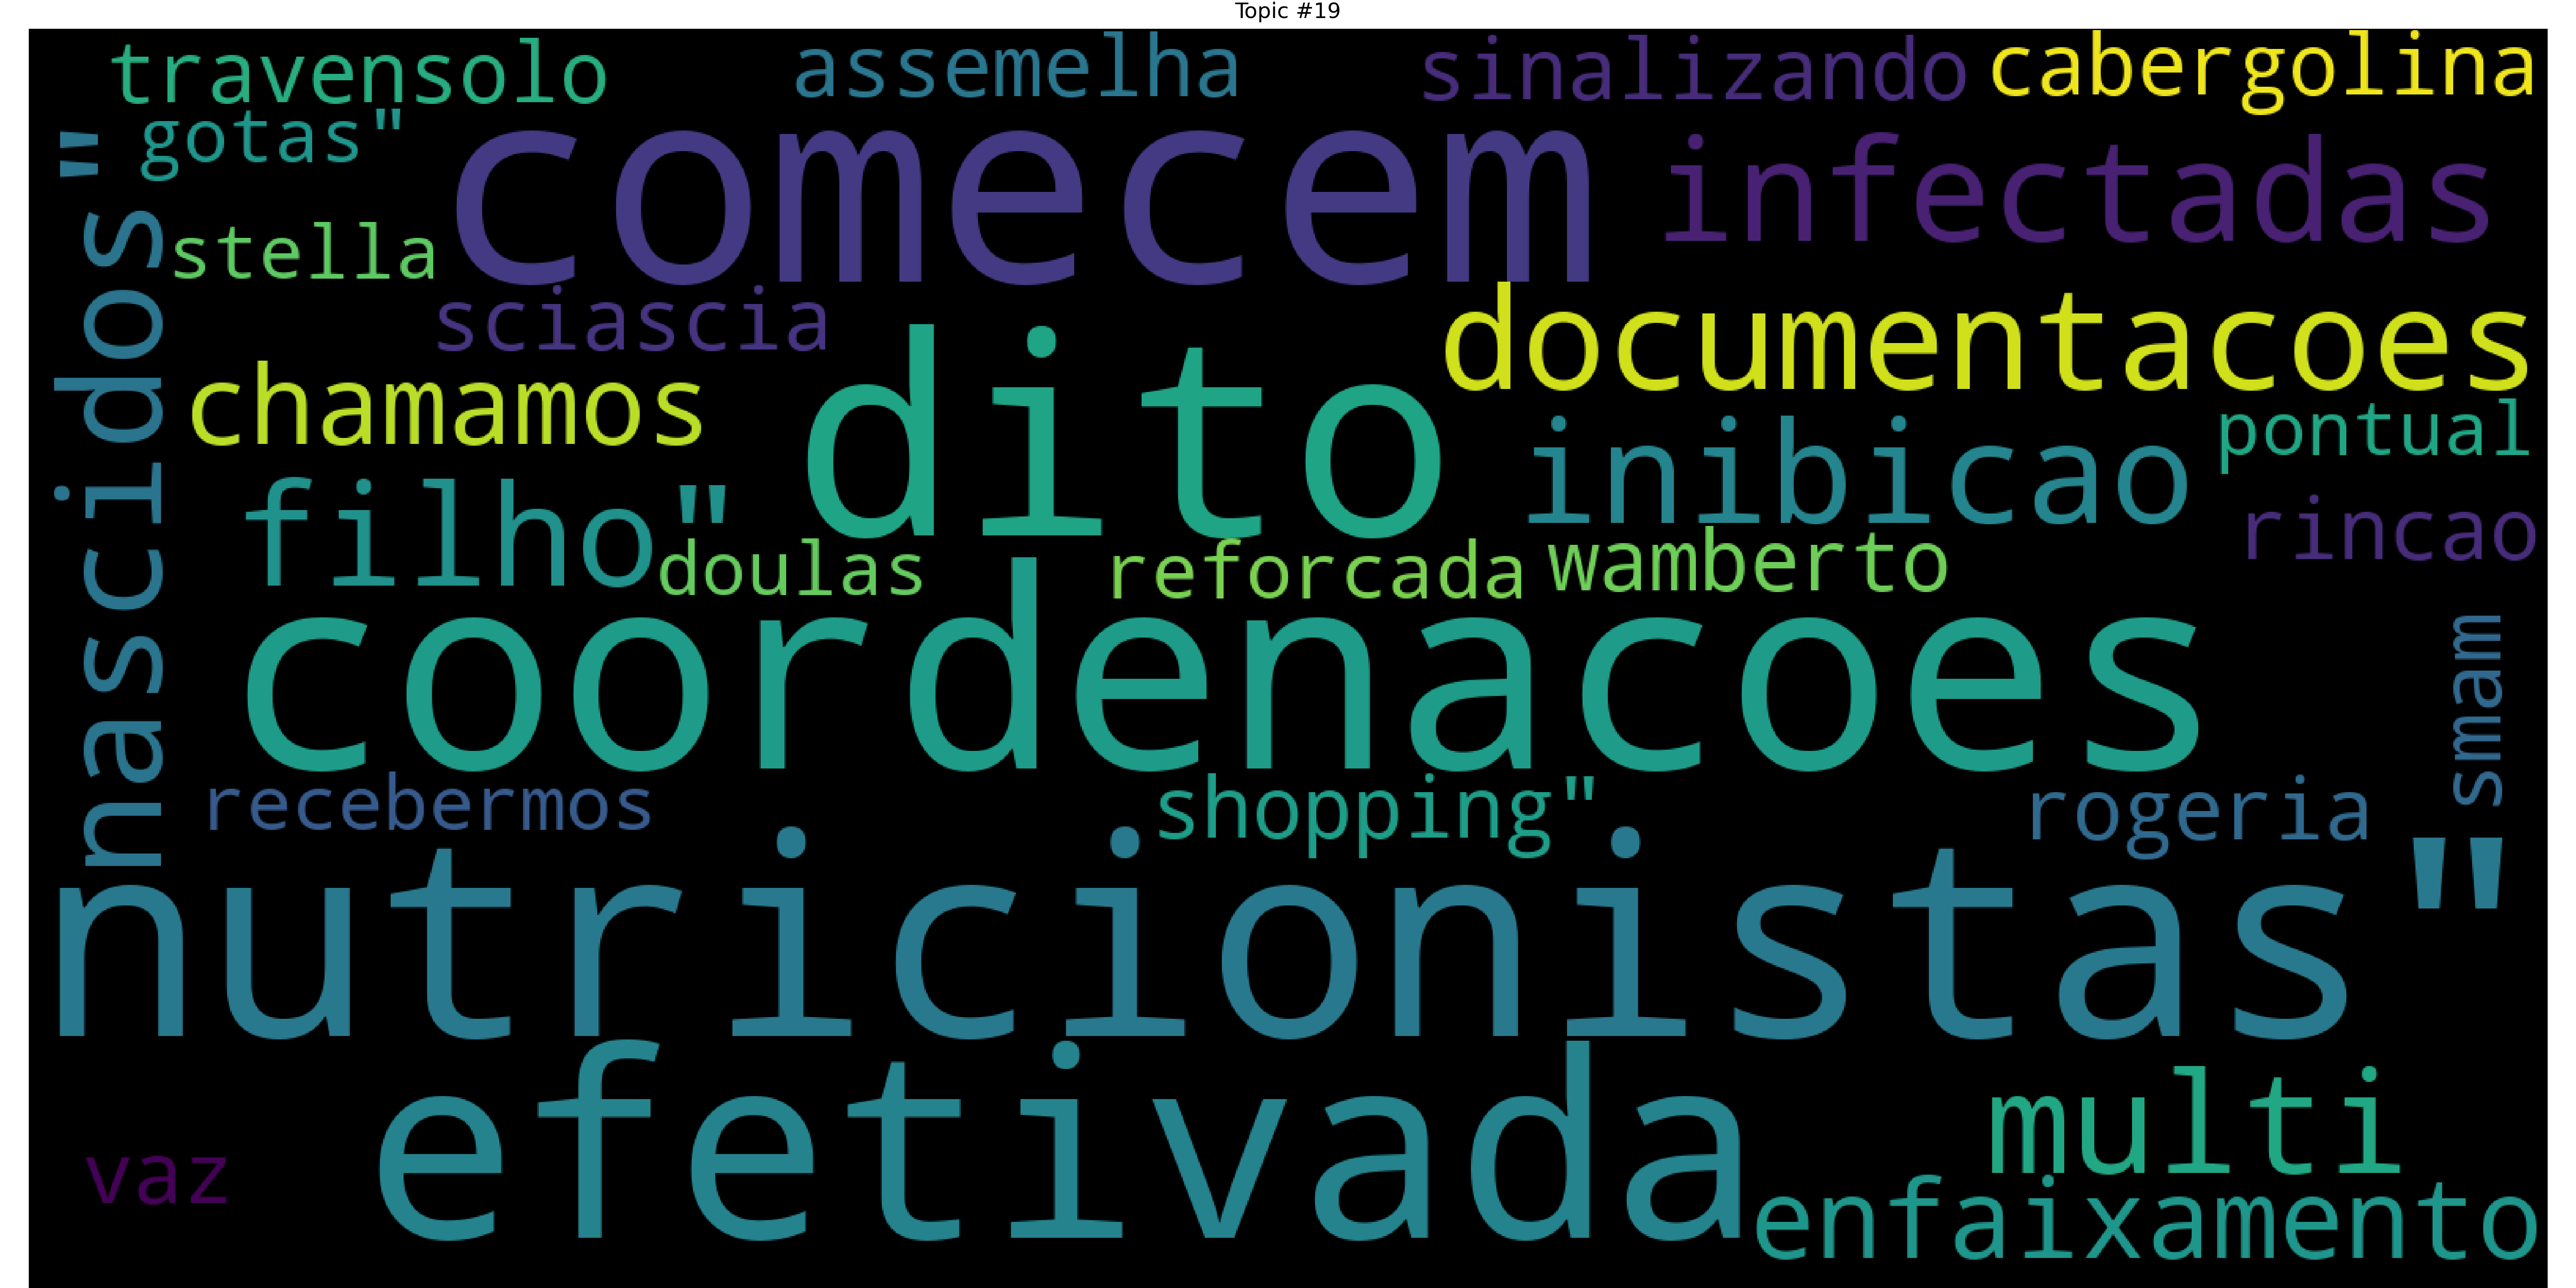 Topic #19
travensolo
assemelha
sinalizando
cabergolina
gotas"
comecem
infectadas
nascidos"
stella
sciascia
documentacoes
chamamos
dito
inibicao
pontual
filho"
rincao
doulas
reforcada
wamberto
coordenacoes
smam
recebermos
shopping"
rogeria
nutricionistas"
efetivada
multi
vaz
enfaixamento